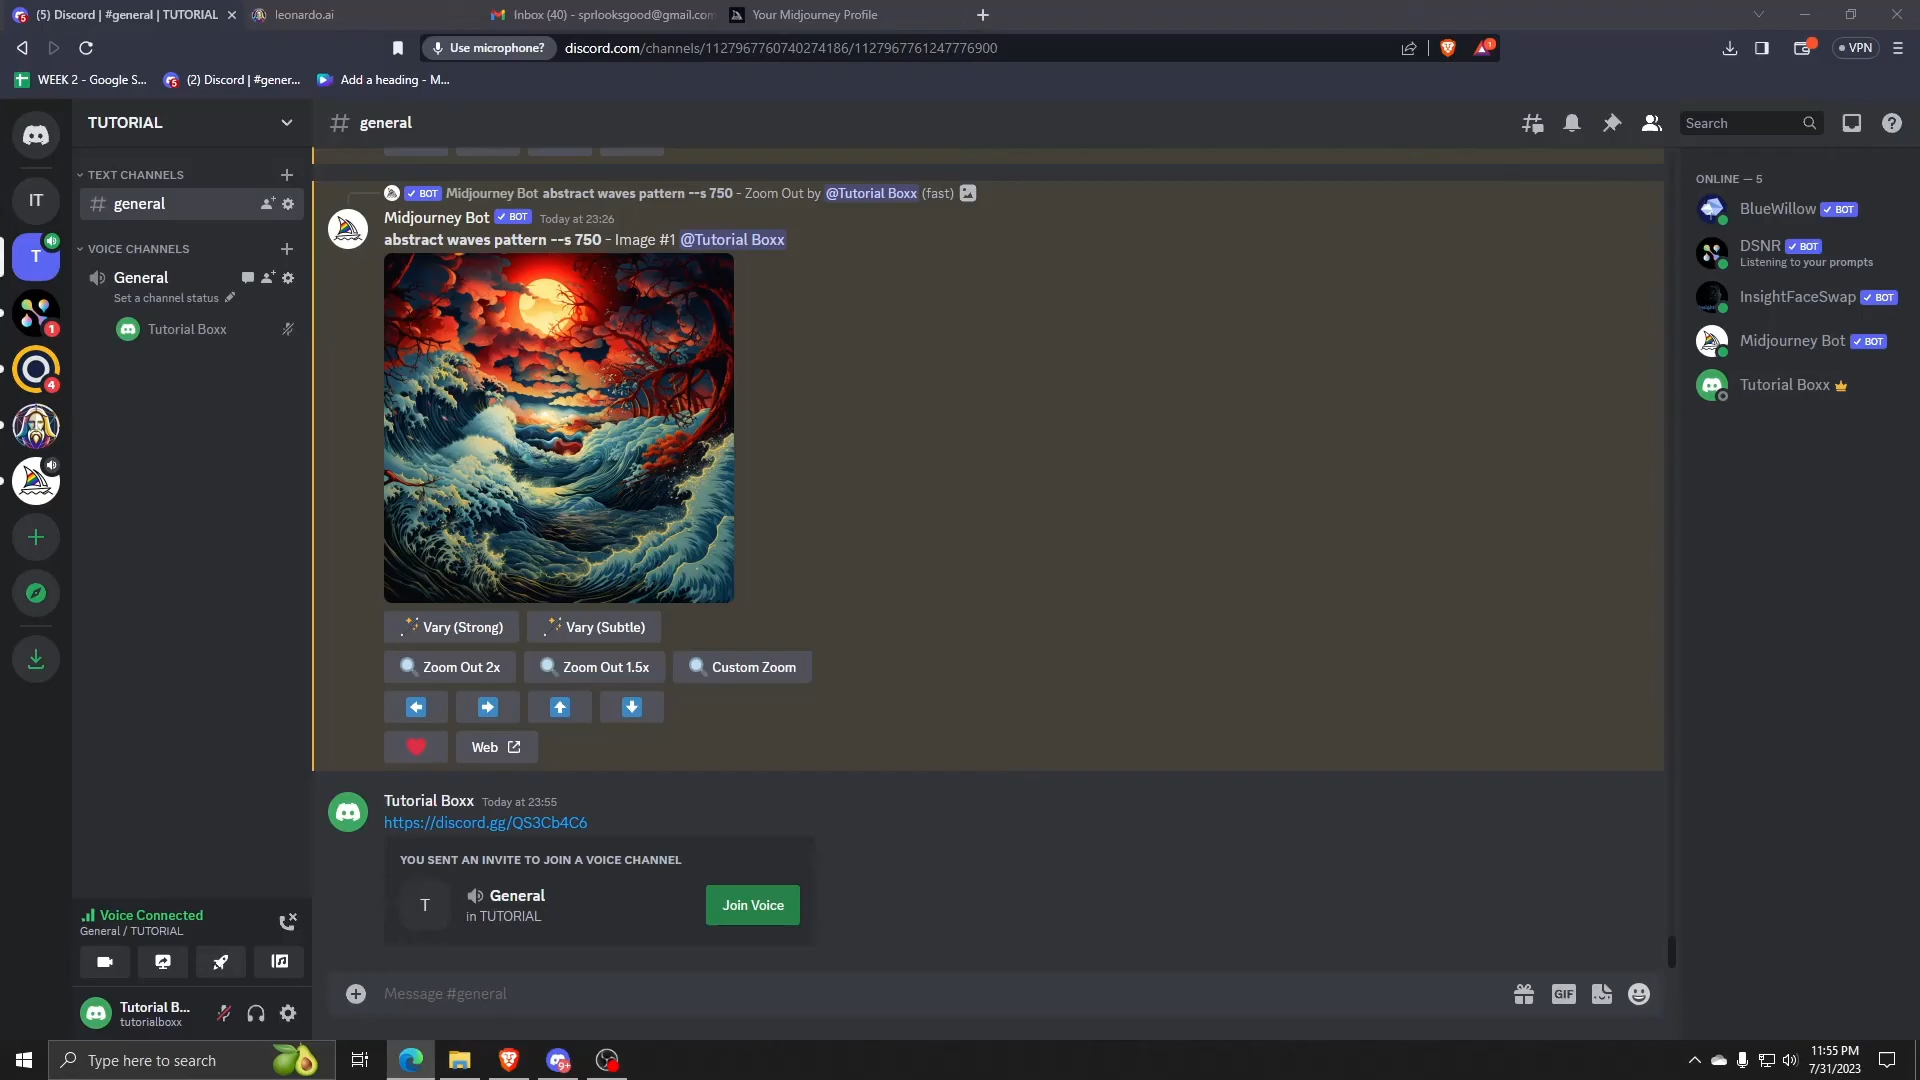 (5) Discord | #general | TUTORIAL
leonardo.ai
Inbox (40) - sprlooksgood@gmail.com
Your Midjourney Profile
Use microphone?
discord.com/channels/1127967760740274186/1127967761247776900
1
VPN
WEEK 2 - Google S...
(2) Discord | #gener...
Add a heading - M...
TUTORIAL
general
Search
TEXT CHANNELS
general
VOICE CHANNELS
General
Set a channel status
Tutorial Boxx
IT
T
1
4
BOT Midjourney Bot abstract waves pattern --s 750 - Zoom Out by @Tutorial Boxx (fast)
Midjourney Bot BOT Today at 23:26
abstract waves pattern --s 750 - Image #1 @Tutorial Boxx
Vary (Strong)
Vary (Subtle)
Zoom Out 2x
Zoom Out 1.5x
Custom Zoom
Web
Tutorial Boxx Today at 23:55
https://discord.gg/QS3Cb4C6
YOU SENT AN INVITE TO JOIN A VOICE CHANNEL
T
General
in TUTORIAL
Join Voice
Message #general
GIF
ONLINE — 5
BlueWillow BOT
DSNR BOT
Listening to your prompts
InsightFaceSwap BOT
Midjourney Bot BOT
Tutorial Boxx
Voice Connected
General / TUTORIAL
Tutorial B...
tutorialboxx
Type here to search
9+
11:55 PM
7/31/2023